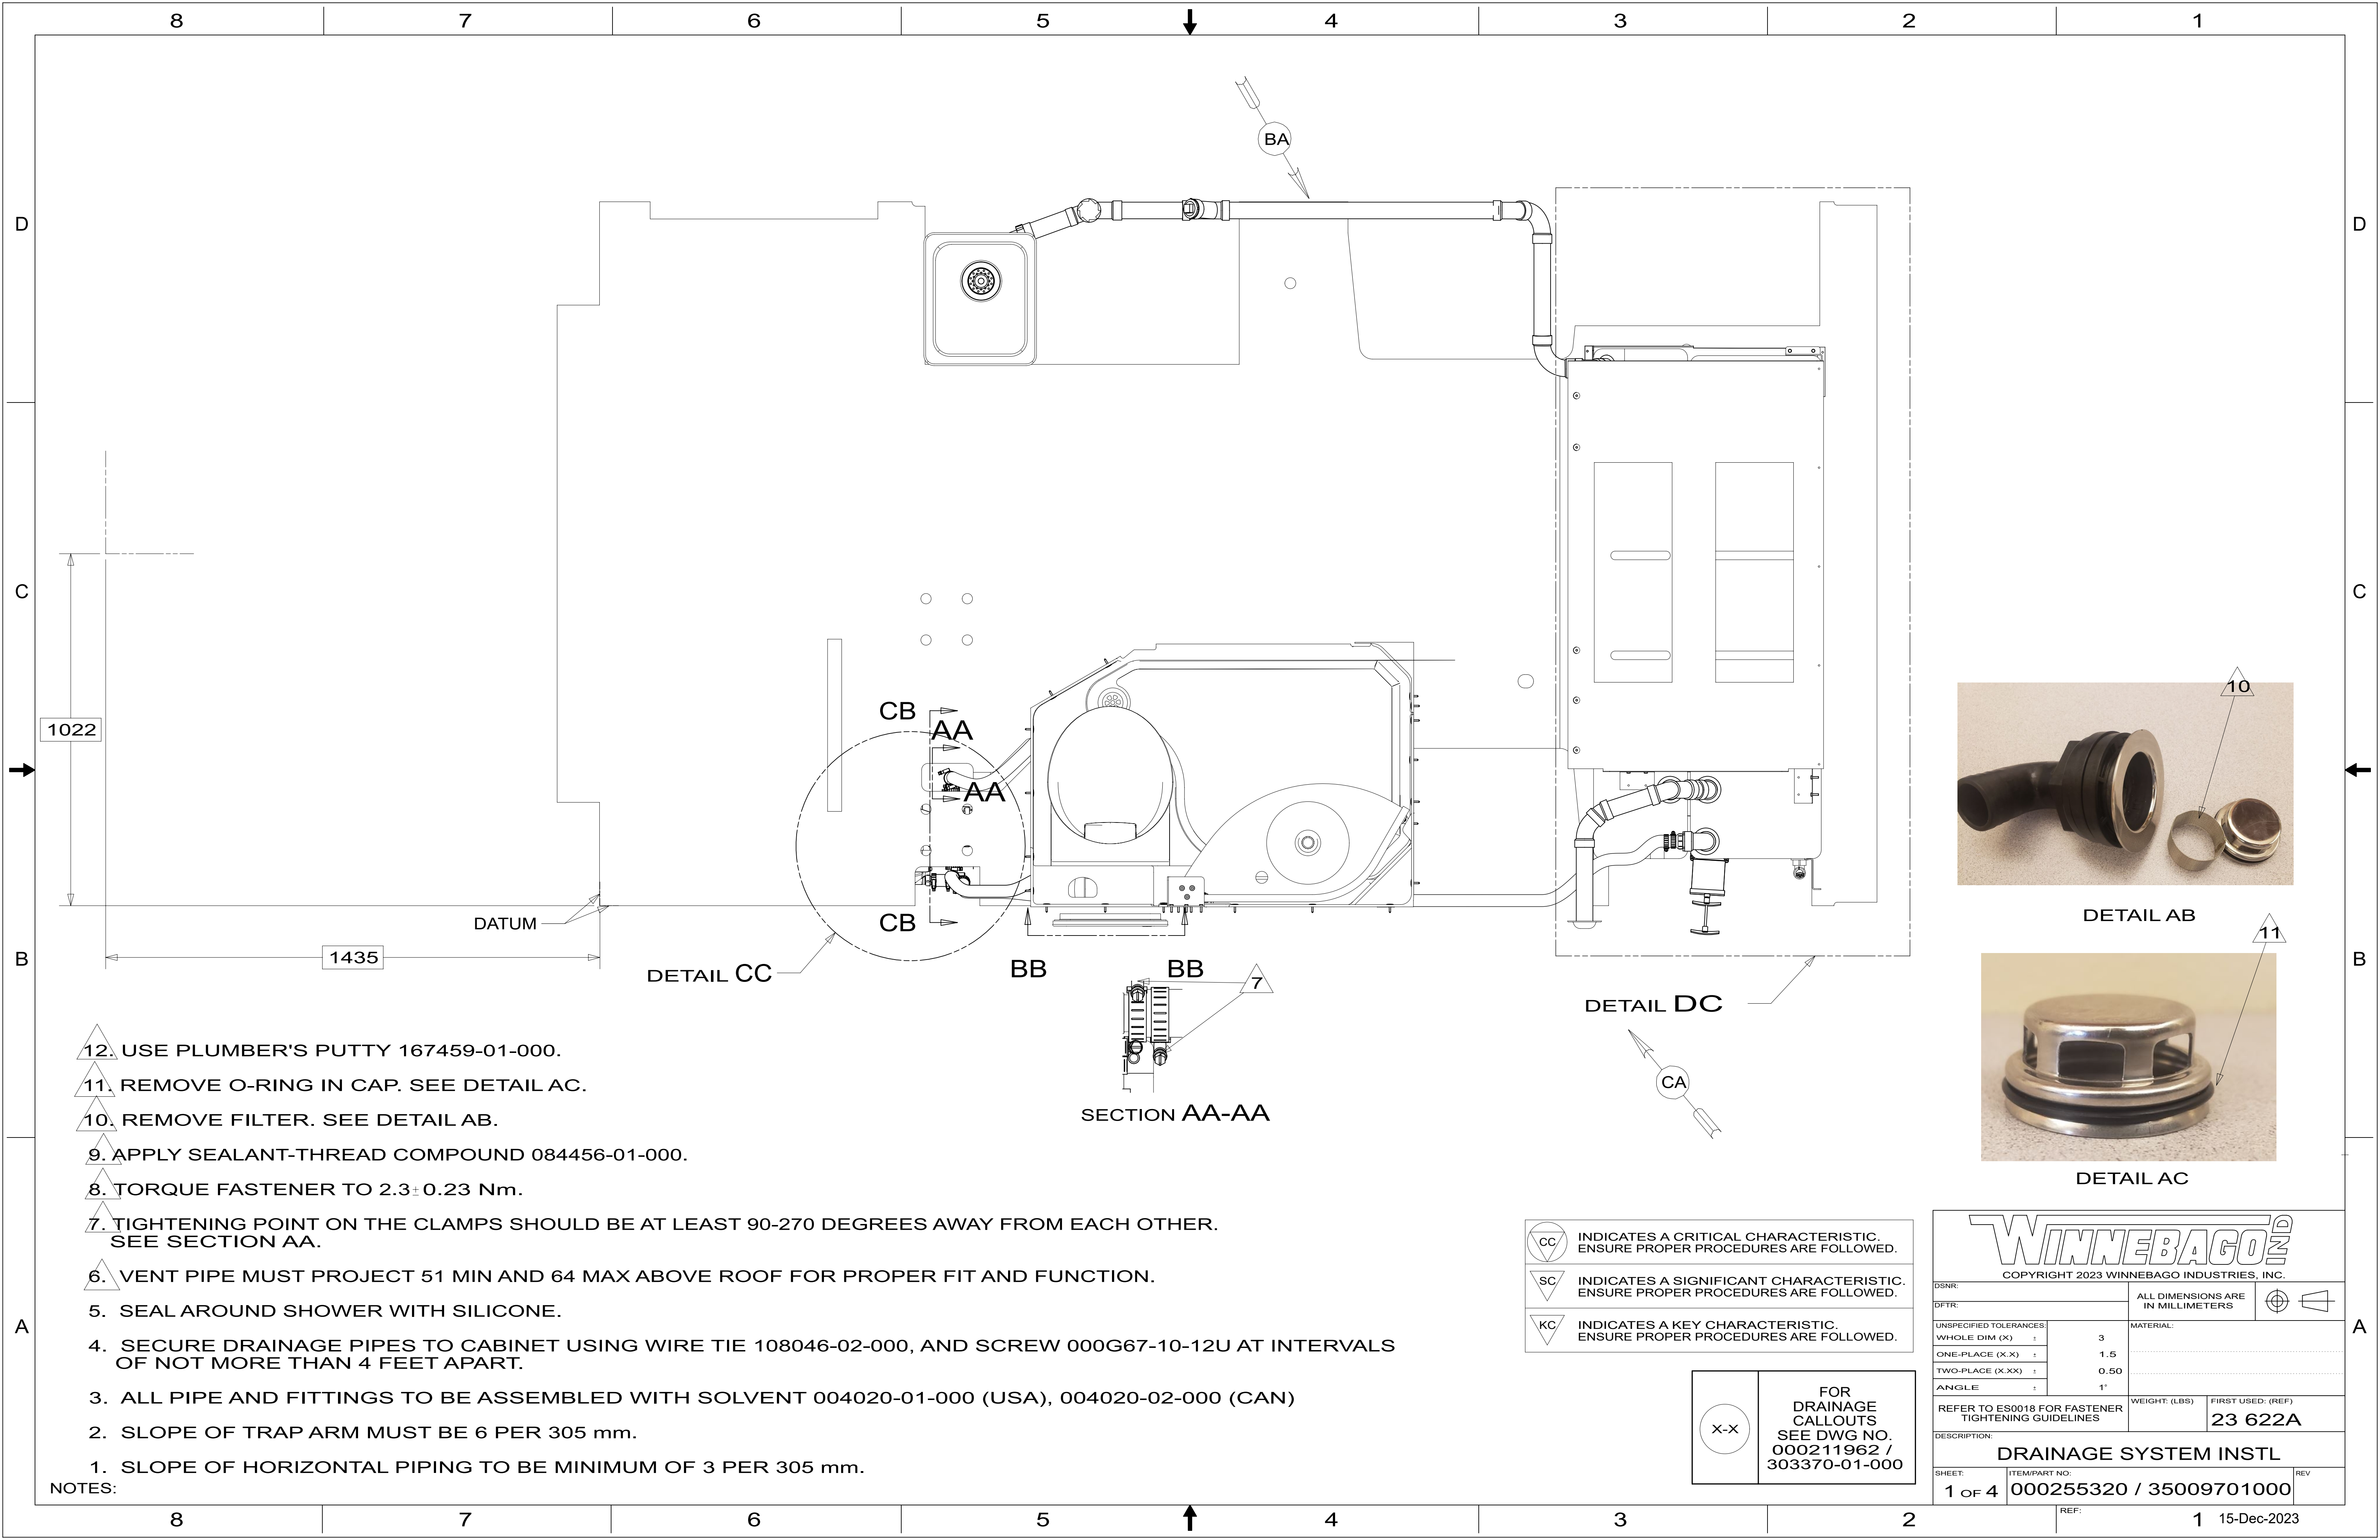 8 7 6 5 4 3 2 1
BA
D D
C C
1022
10
CB
AA
AA
DETAIL AB
CB
DATUM
11
1435
B B
BB BB
DETAIL CC
7
DETAIL DC
12. USE PLUMBER'S PUTTY 167459-01-000.
CA
11. REMOVE O-RING IN CAP. SEE DETAIL AC.
SECTION AA-AA
10. REMOVE FILTER. SEE DETAIL AB.
9. APPLY SEALANT-THREAD COMPOUND 084456-01-000.
DETAIL AC
8. TORQUE FASTENER TO 2.3± 0.23 Nm.
7. TIGHTENING POINT ON THE CLAMPS SHOULD BE AT LEAST 90-270 DEGREES AWAY FROM EACH OTHER.
SEE SECTION AA.
6. VENT PIPE MUST PROJECT 51 MIN AND 64 MAX ABOVE ROOF FOR PROPER FIT AND FUNCTION.
5. SEAL AROUND SHOWER WITH SILICONE.
A A
4. SECURE DRAINAGE PIPES TO CABINET USING WIRE TIE 108046-02-000, AND SCREW 000G67-10-12U AT INTERVALS
OF NOT MORE THAN 4 FEET APART.
3. ALL PIPE AND FITTINGS TO BE ASSEMBLED WITH SOLVENT 004020-01-000 (USA), 004020-02-000 (CAN)
2. SLOPE OF TRAP ARM MUST BE 6 PER 305 mm.
1. SLOPE OF HORIZONTAL PIPING TO BE MINIMUM OF 3 PER 305 mm.
NOTES:
CC INDICATES A CRITICAL CHARACTERISTIC.
ENSURE PROPER PROCEDURES ARE FOLLOWED.
SC INDICATES A SIGNIFICANT CHARACTERISTIC.
ENSURE PROPER PROCEDURES ARE FOLLOWED.
KC INDICATES A KEY CHARACTERISTIC.
ENSURE PROPER PROCEDURES ARE FOLLOWED.
X-X
FOR
DRAINAGE
CALLOUTS
SEE DWG NO.
000211962 /
303370-01-000
WINNEBAGO IND
COPYRIGHT 2023 WINNEBAGO INDUSTRIES, INC.
DSNR:
DFTR:
ALL DIMENSIONS ARE
IN MILLIMETERS
UNSPECIFIED TOLERANCES:
WHOLE DIM (X) ± 3
ONE-PLACE (X.X) ± 1.5
TWO-PLACE (X.XX) ± 0.50
ANGLE ± 1°
MATERIAL:
REFER TO ES0018 FOR FASTENER
TIGHTENING GUIDELINES
WEIGHT: (LBS)
FIRST USED: (REF)
23 622A
DESCRIPTION:
DRAINAGE SYSTEM INSTL
SHEET:
1 OF 4
ITEM/PART NO:
000255320 / 35009701000
REV
REF:
8 7 6 5 4 3 2 1
15-Dec-2023